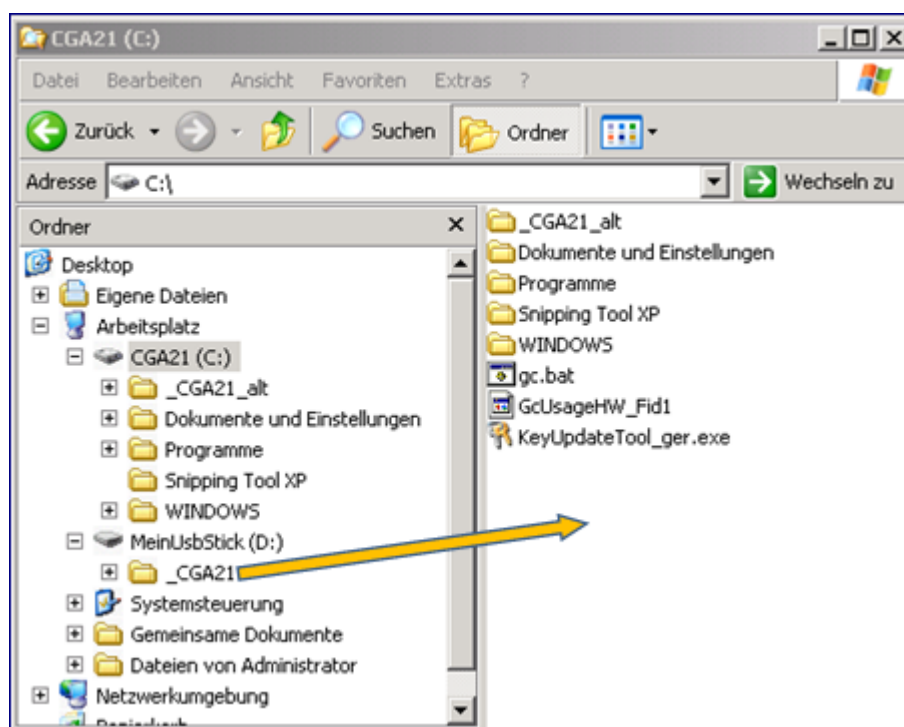 CGA21 (C:)
Datei Bearbeiten Ansicht Favoriten Extras ?
Zurück Suchen Ordner
Adresse C:\ Wechseln zu
Ordner
Desktop
Eigene Dateien
Arbeitsplatz
CGA21 (C:)
_CGA21_alt
Dokumente und Einstellungen
Programme
Snipping Tool XP
WINDOWS
MeinUsbStick (D:)
_CGA21
Systemsteuerung
Gemeinsame Dokumente
Dateien von Administrator
Netzwerkumgebung
_CGA21_alt
Dokumente und Einstellungen
Programme
Snipping Tool XP
WINDOWS
gc.bat
GcUsageHW_Fid1
KeyUpdateTool_ger.exe